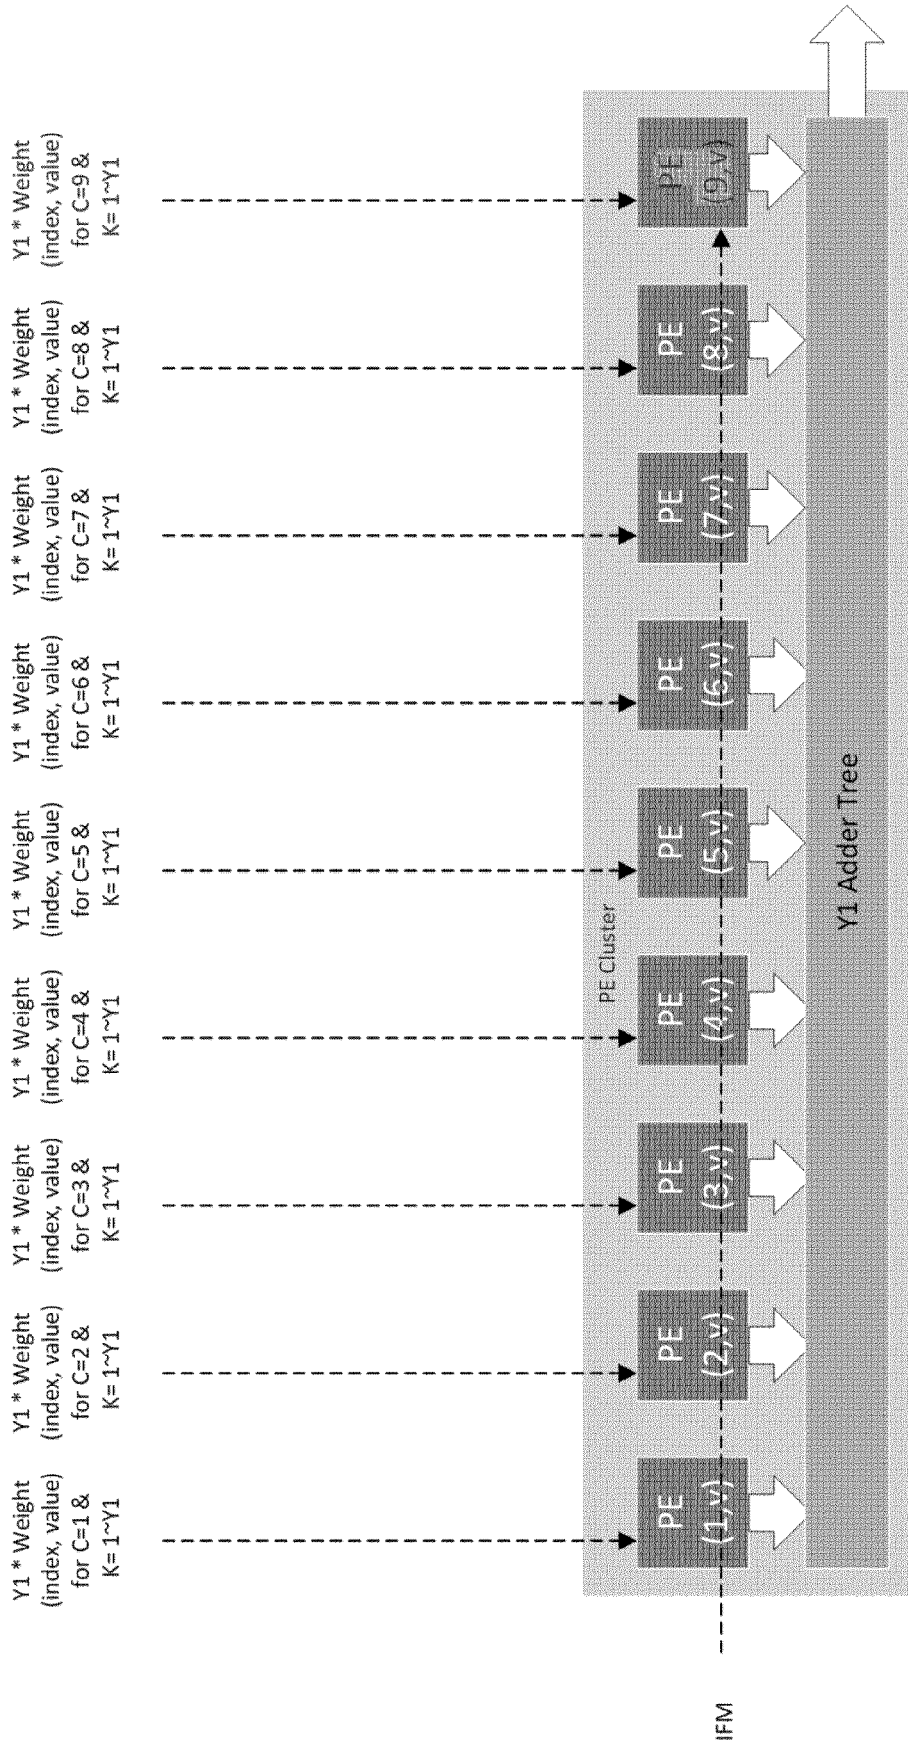 Y1 * Weight
(index, value)
for C=1 &
K= 1~Y1
Y1 * Weight
(index, value)
for C=2 &
K= 1~Y1
Y1 * Weight
(index, value)
for C=3 &
K= 1~Y1
Y1 * Weight
(index, value)
for C=4 &
K= 1~Y1
Y1 * Weight
(index, value)
for C=5 &
K= 1~Y1
Y1 * Weight
(index, value)
for C=6 &
K= 1~Y1
Y1 * Weight
(index, value)
for C=7 &
K= 1~Y1
Y1 * Weight
(index, value)
for C=8 &
K= 1~Y1
Y1 * Weight
(index, value)
for C=9 &
K= 1~Y1
PE Cluster
IFM
PE
(1,v)
PE
(2,v)
PE
(3,v)
PE
(4,v)
PE
(5,v)
PE
(6,v)
PE
(7,v)
PE
(8,v)
PE
(9,v)
Y1 Adder Tree